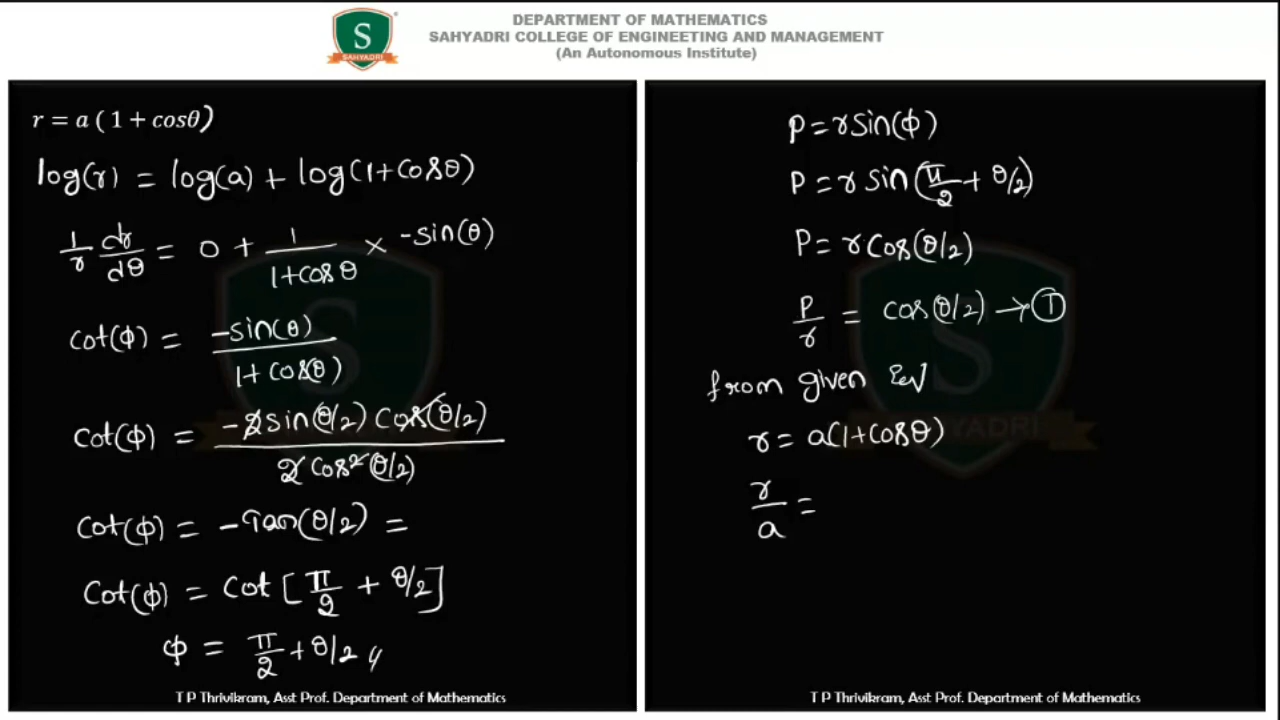 DEPARTMENT OF MATHEMATICS
SAHYADRI COLLEGE OF ENGINEETING AND MANAGEMENT
(An Autonomous Institute)
S
SAHYADRI
r = a ( 1 + cosθ)
log(r) = log(a) + log(1+cosθ)
1/r dr/dθ = 0 + 1/(1+cosθ) × -sin(θ)
cot(φ) = -sin(θ)/(1+cos(θ))
cot(φ) = -2sin(θ/2) cos(θ/2)/(2cos²(θ/2))
cot(φ) = -Tan(θ/2) =
cot(φ) = cot[π/2 + θ/2]
φ = π/2 + θ/2
T P Thrivikram, Asst Prof. Department of Mathematics
P = r sin(φ)
P = r sin(π/2 + θ/2)
P = r cos(θ/2)
P/r = cos(θ/2) → ①
from given
r = a(1+cosθ)
r/a =
T P Thrivikram, Asst Prof. Department of Mathematics